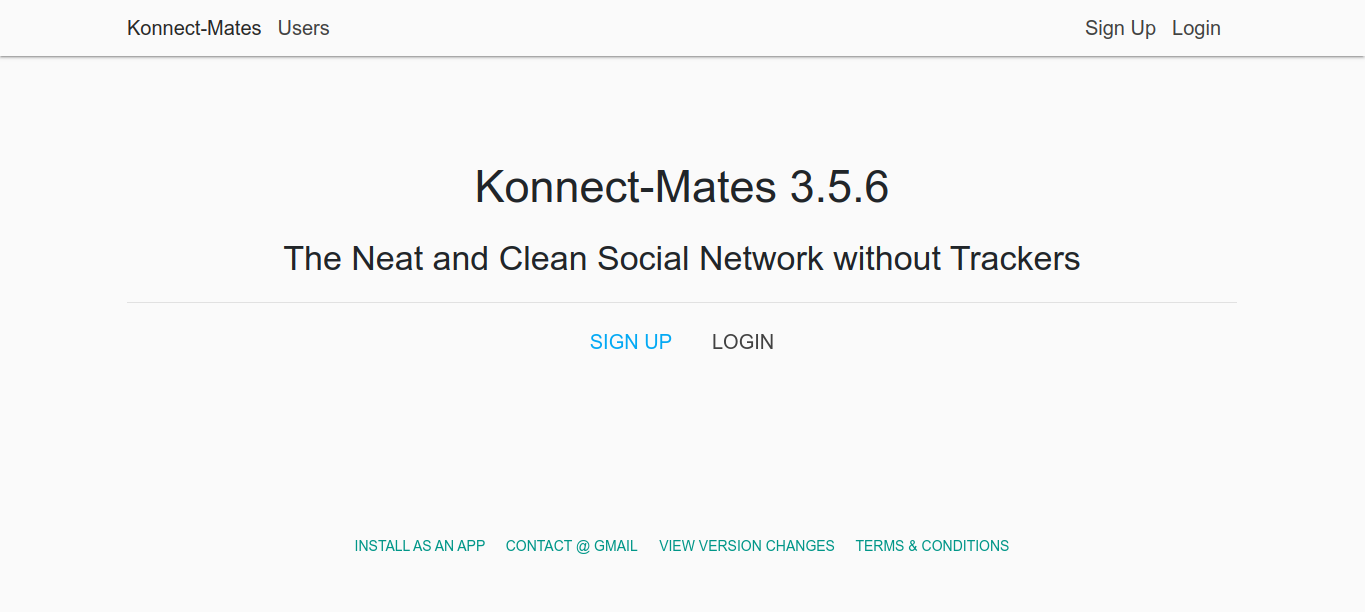 Konnect-Mates Users Sign Up Login
Konnect-Mates 3.5.6
The Neat and Clean Social Network without Trackers
SIGN UP LOGIN
INSTALL AS AN APP CONTACT @ GMAIL VIEW VERSION CHANGES TERMS & CONDITIONS